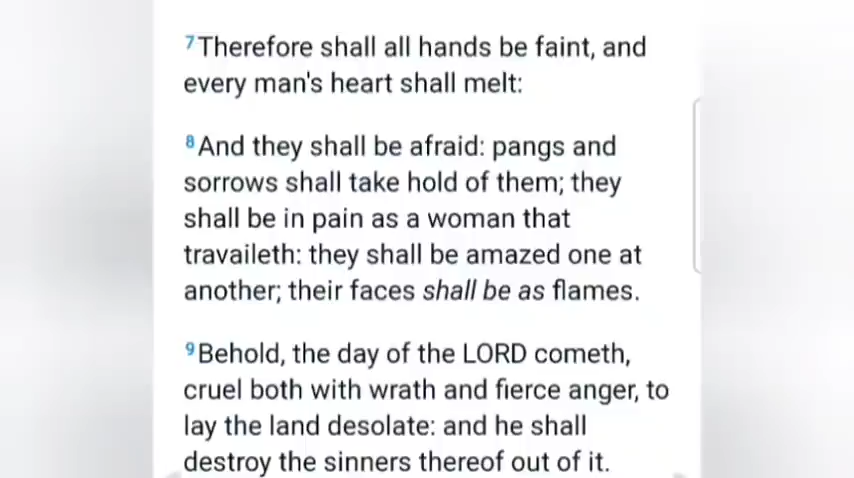 7Therefore shall all hands be faint, and
every man's heart shall melt:
8And they shall be afraid: pangs and
sorrows shall take hold of them; they
shall be in pain as a woman that
travaileth: they shall be amazed one at
another; their faces shall be as flames.
9Behold, the day of the LORD cometh,
cruel both with wrath and fierce anger, to
lay the land desolate: and he shall
destroy the sinners thereof out of it.